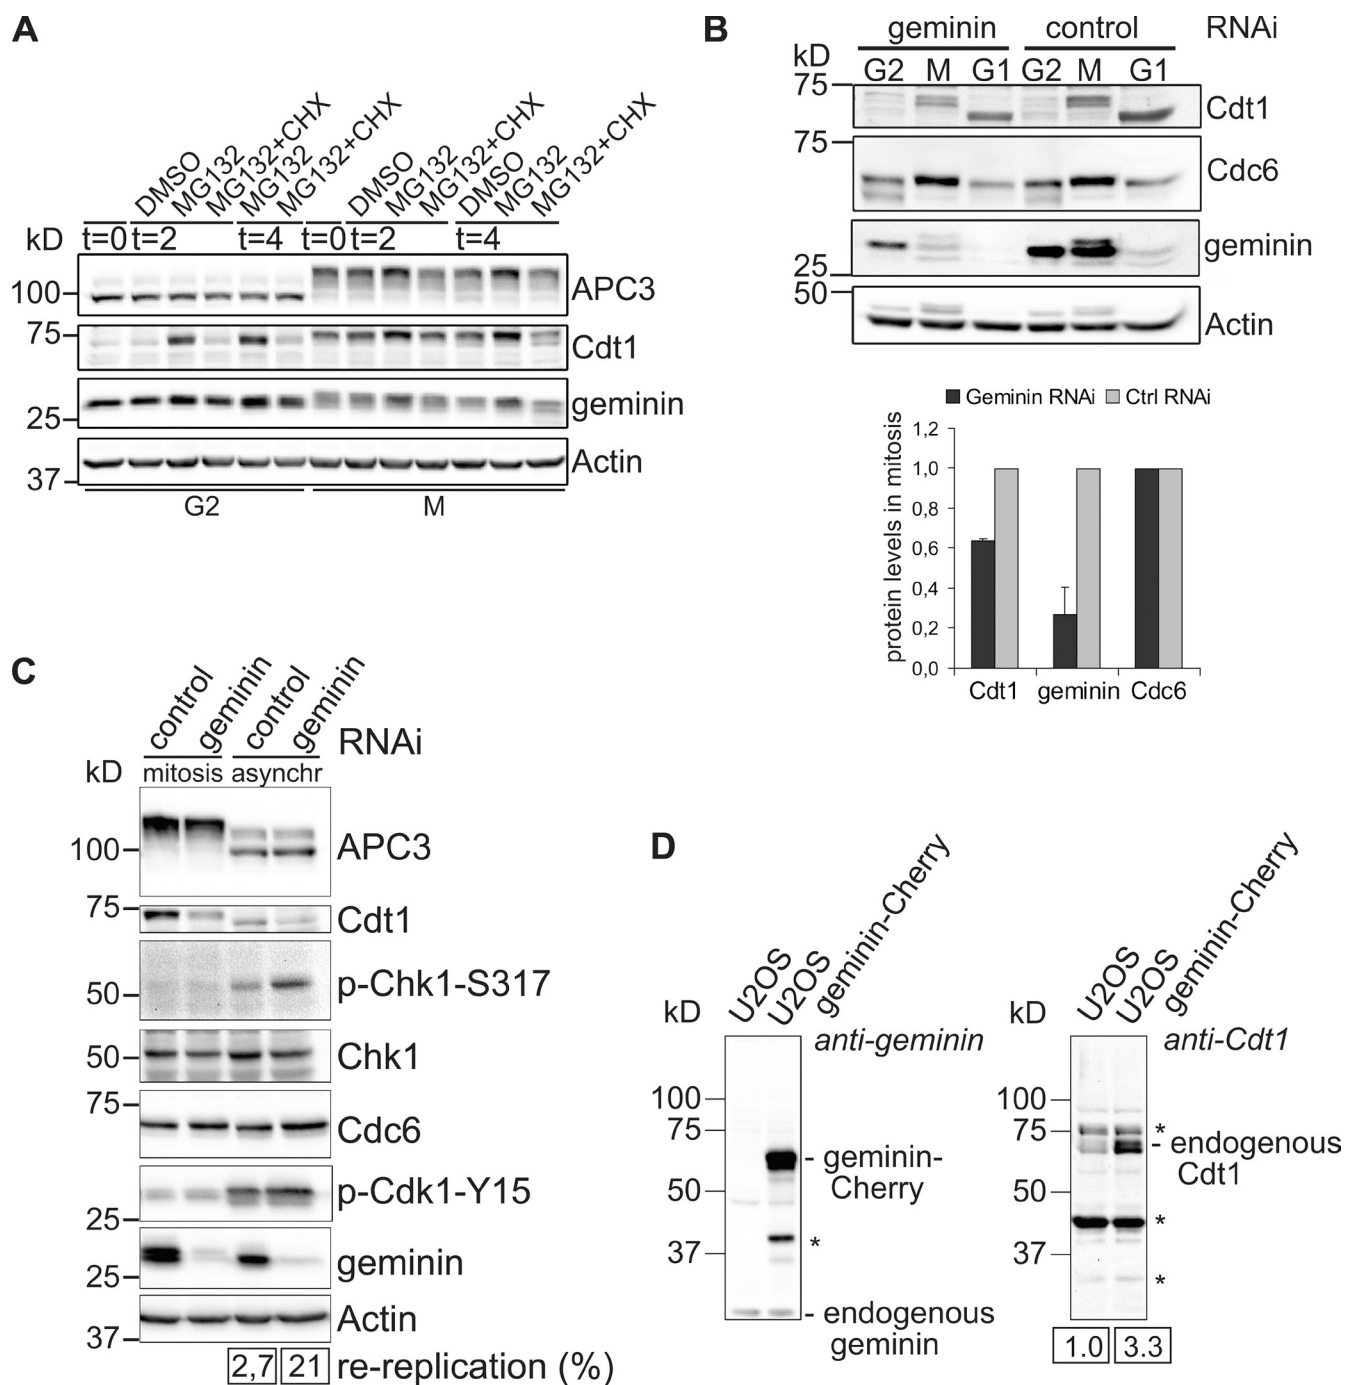 A
DMSO
MG132
MG132+CHX
MG132
MG132+CHX
DMSO
MG132
MG132+CHX
DMSO
MG132
MG132+CHX
kD
t=0 t=2 t=4 t=0 t=2 t=4
100
APC3
75
Cdt1
25
geminin
37
Actin
G2 M
B
geminin control RNAi
kD
G2 M G1 G2 M G1
75
Cdt1
75
Cdc6
25
geminin
50
Actin
Geminin RNAi Ctrl RNAi
protein levels in mitosis
1,2
1,0
0,8
0,6
0,4
0,2
0,0
Cdt1 geminin Cdc6
C
control
geminin
control
geminin
RNAi
kD
mitosis asynchr
100
APC3
75
Cdt1
50
p-Chk1-S317
50
Chk1
75
Cdc6
25
p-Cdk1-Y15
25
geminin
37
Actin
2,7 21 re-replication (%)
D
U2OS
U2OS
geminin-Cherry
kD
anti-geminin
100
75
50
37
- geminin-
Cherry
*
- endogenous
geminin
U2OS
U2OS
geminin-Cherry
kD
anti-Cdt1
100
75
50
37
*
- endogenous
Cdt1
*
*
1.0 3.3